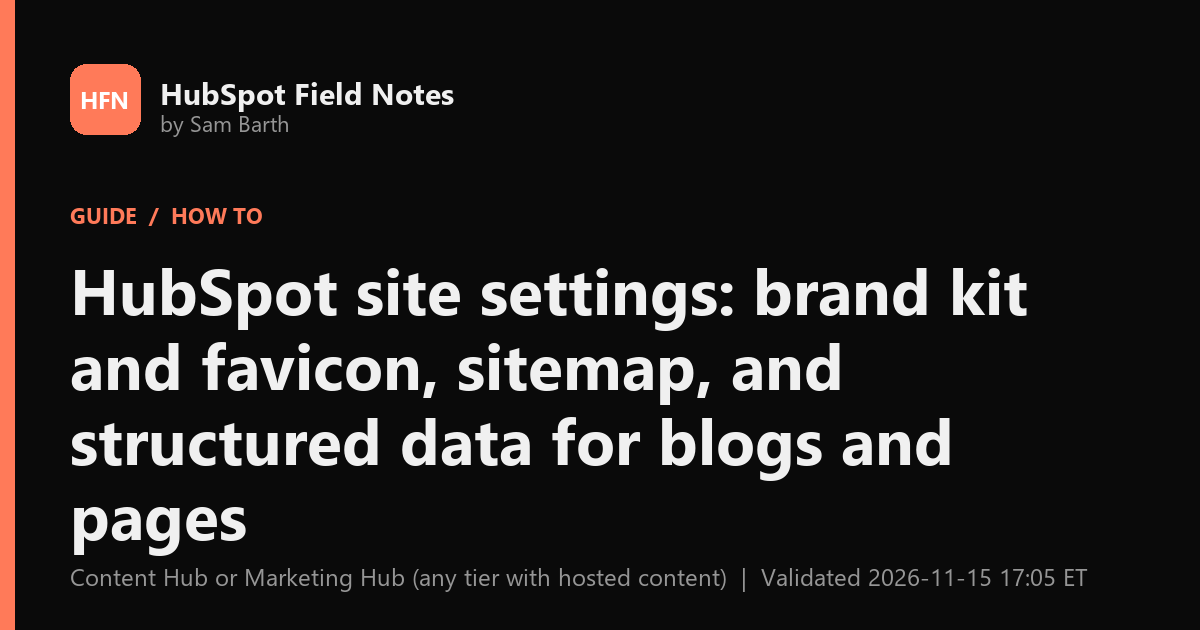 HFN
HubSpot Field Notes
by Sam Barth
GUIDE / HOW TO
HubSpot site settings: brand kit
and favicon, sitemap, and
structured data for blogs and
pages
Content Hub or Marketing Hub (any tier with hosted content) | Validated 2026-11-15 17:05 ET